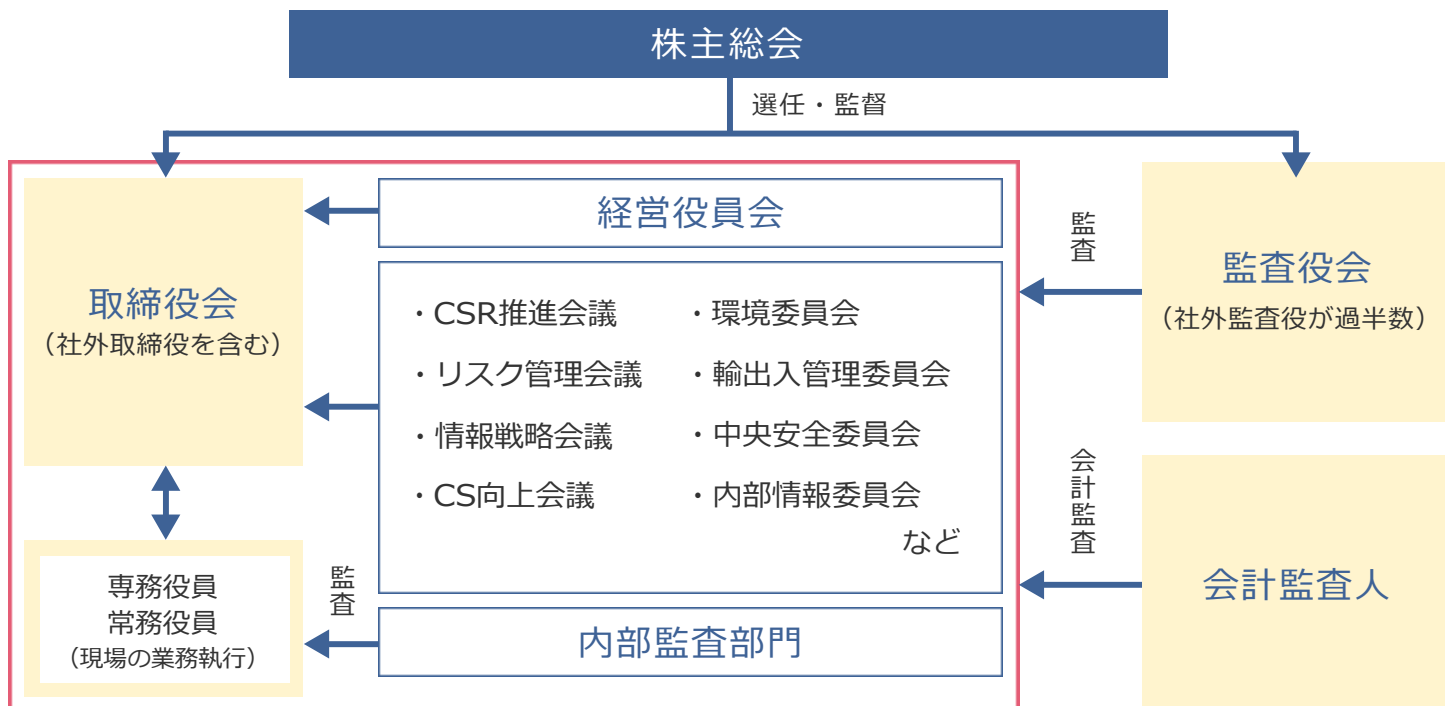 株主総会
選任・監督
取締役会
（社外取締役を含む）
経営役員会
・CSR推進会議
・リスク管理会議
・情報戦略会議
・CS向上会議
・環境委員会
・輸出入管理委員会
・中央安全委員会
・内部情報委員会
など
専務役員
常務役員
（現場の業務執行）
監査
内部監査部門
監査
監査役会
（社外監査役が過半数）
会計監査
会計監査人